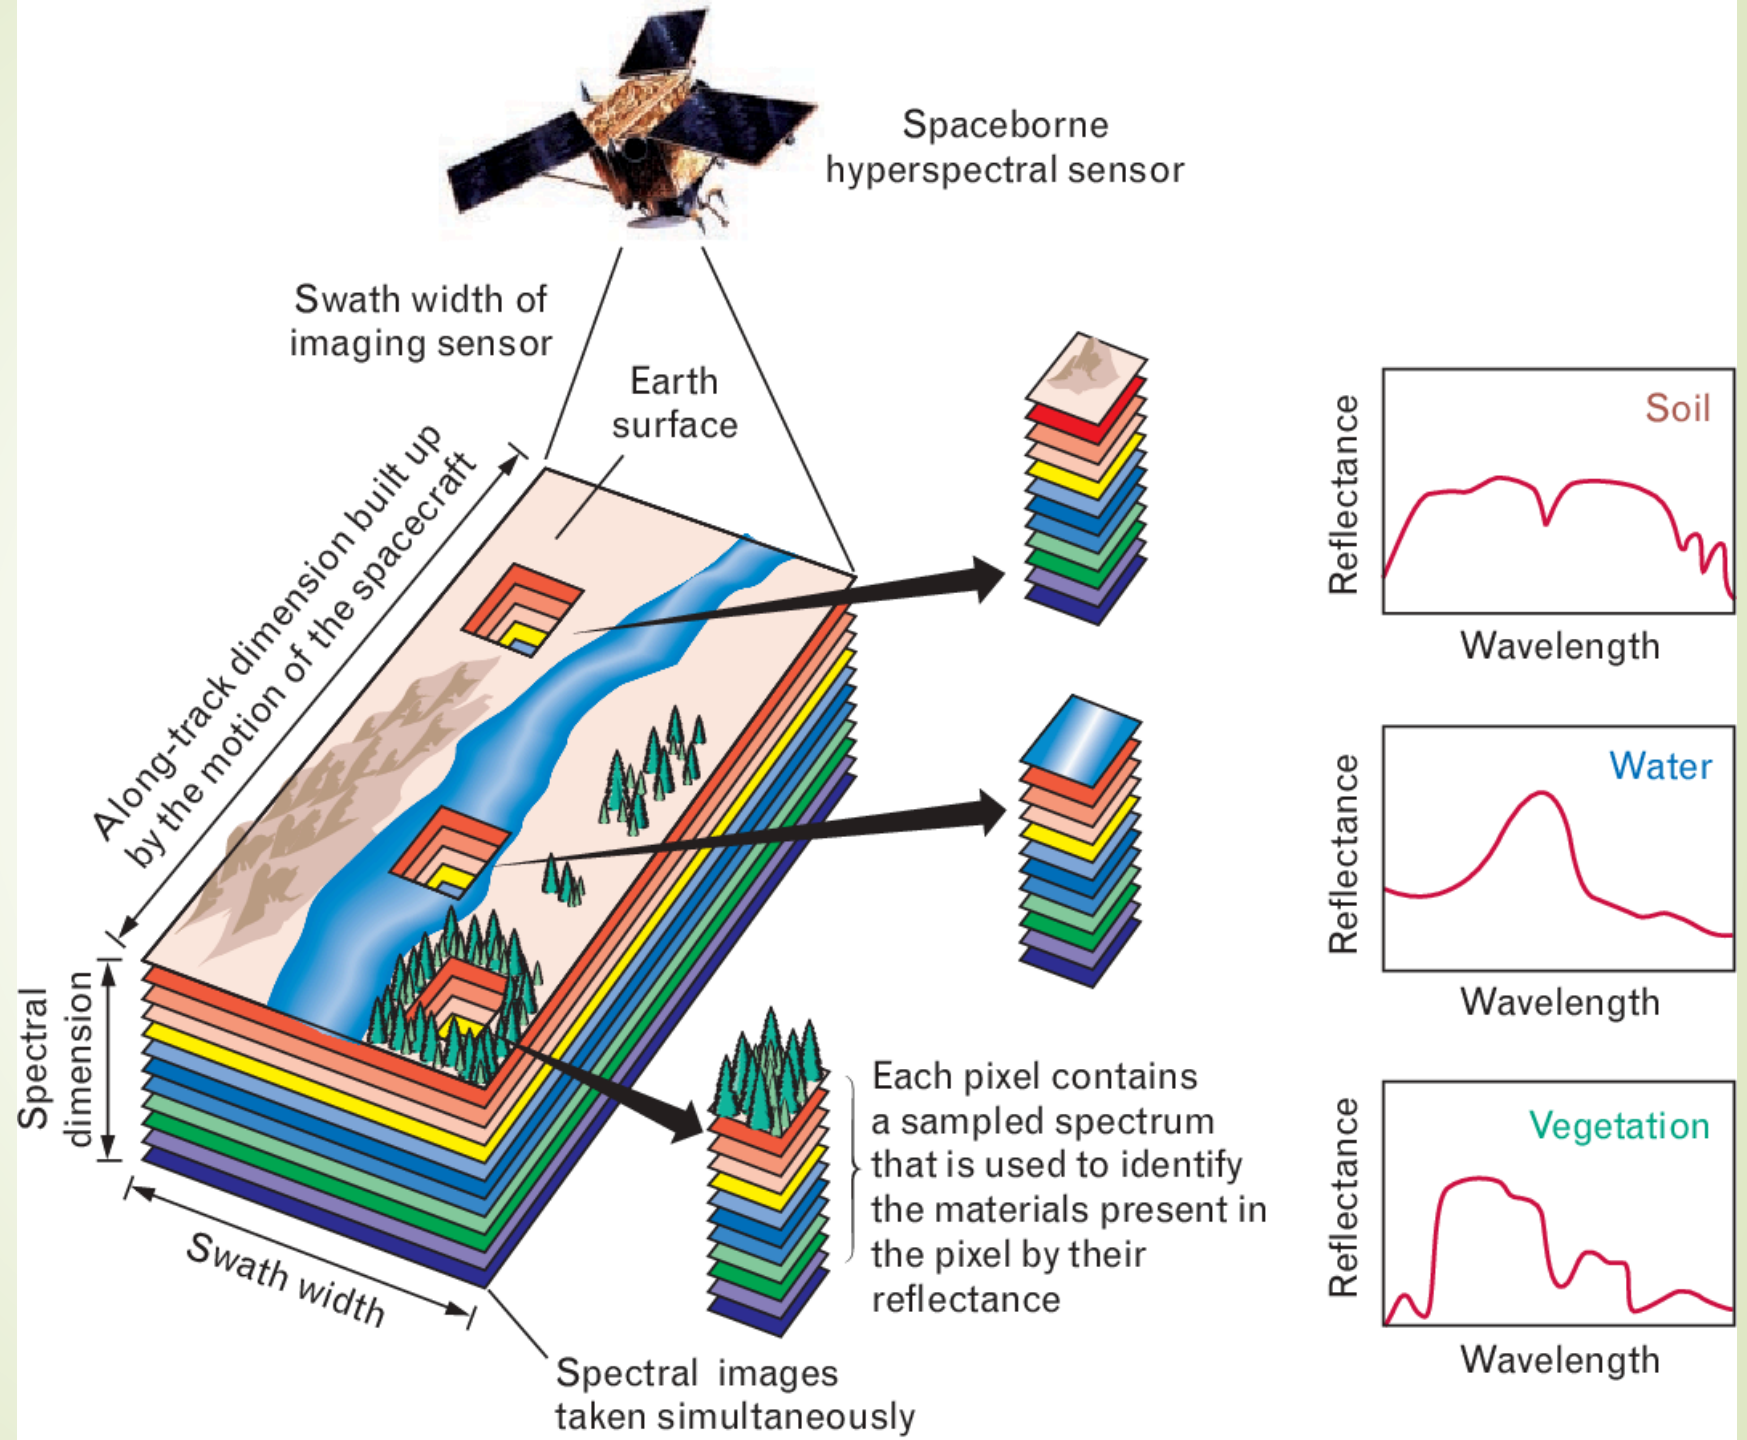 Spaceborne
hyperspectral sensor
Swath width of
imaging sensor
Earth
surface
Along-track dimension built up
by the motion of the spacecraft
Spectral
dimension
Swath width
Spectral images
taken simultaneously
Each pixel contains
a sampled spectrum
that is used to identify
the materials present in
the pixel by their
reflectance
Soil
Reflectance
Wavelength
Water
Reflectance
Wavelength
Vegetation
Reflectance
Wavelength